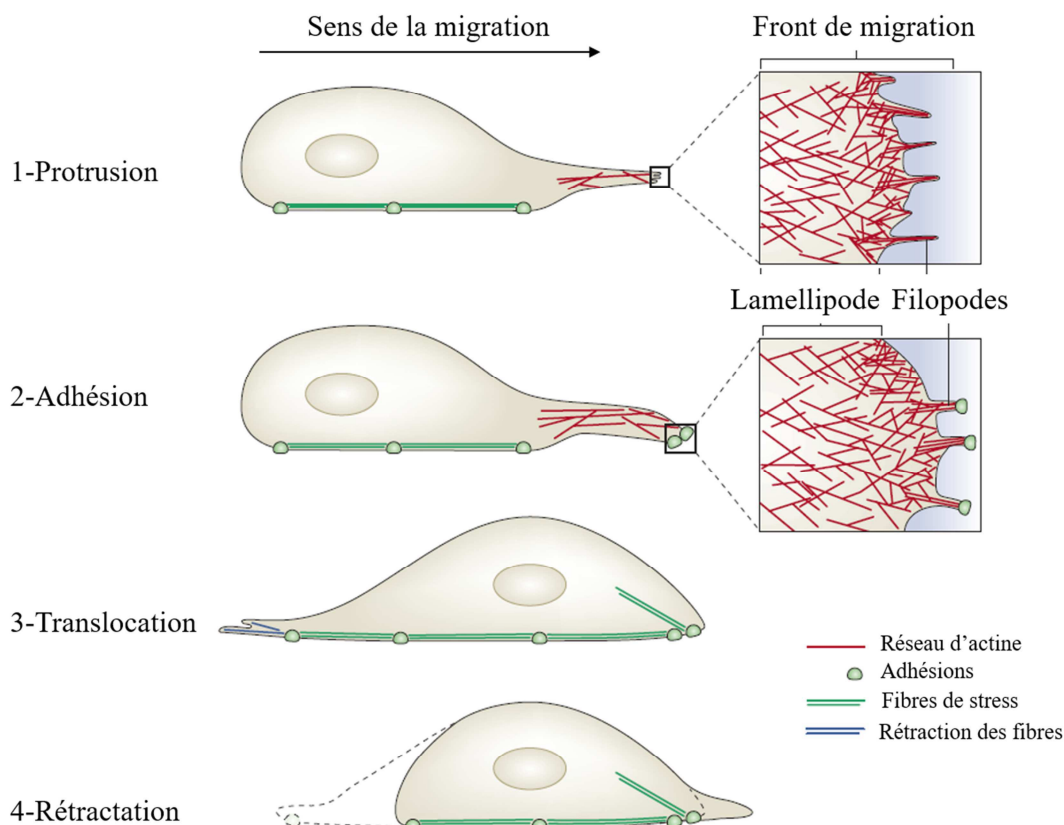 Sens de la migration
Front de migration
1-Protrusion
Lamellipode
Filopodes
2-Adhésion
3-Translocation
Réseau d'actine
Adhésions
Fibres de stress
Rétraction des fibres
4-Rétractation